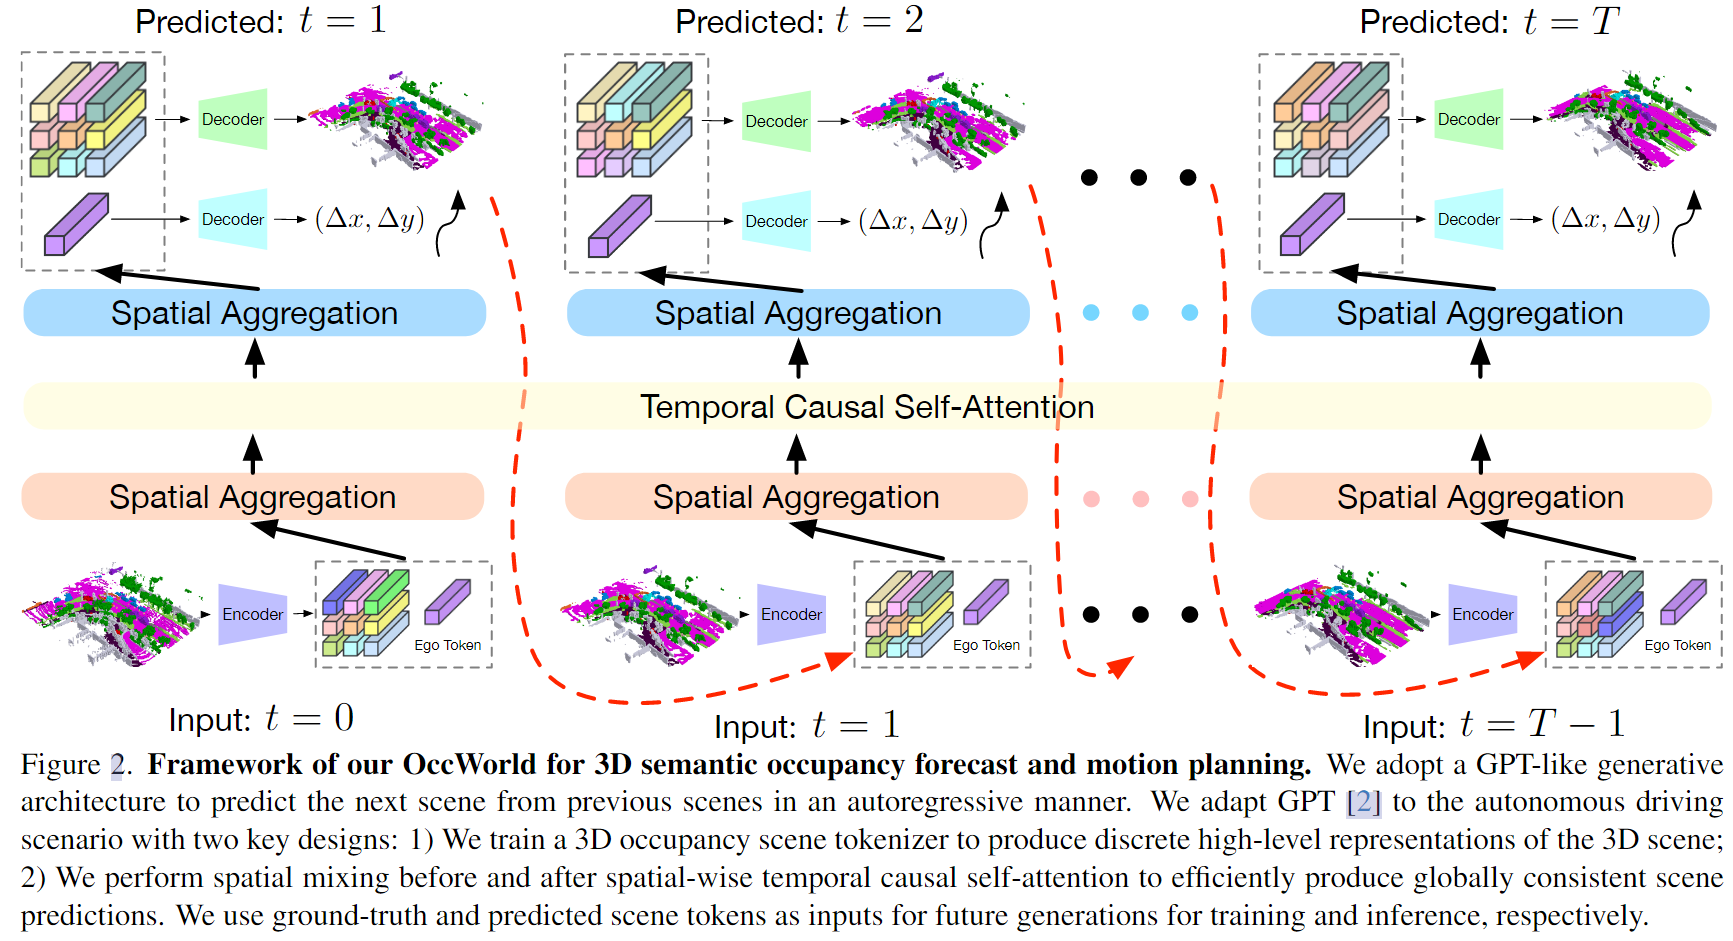 Predicted: t = 1
Predicted: t = 2
Predicted: t = T
Decoder
Decoder
Decoder
Decoder
(Δx, Δy)
Decoder
(Δx, Δy)
Decoder
(Δx, Δy)
Spatial Aggregation
Spatial Aggregation
Spatial Aggregation
Temporal Causal Self-Attention
Spatial Aggregation
Spatial Aggregation
Spatial Aggregation
Encoder
Ego Token
Encoder
Ego Token
Encoder
Ego Token
Input: t = 0
Input: t = 1
Input: t = T − 1
Figure 2. Framework of our OccWorld for 3D semantic occupancy forecast and motion planning. We adopt a GPT-like generative
architecture to predict the next scene from previous scenes in an autoregressive manner. We adapt GPT [2] to the autonomous driving
scenario with two key designs: 1) We train a 3D occupancy scene tokenizer to produce discrete high-level representations of the 3D scene;
2) We perform spatial mixing before and after spatial-wise temporal causal self-attention to efficiently produce globally consistent scene
predictions. We use ground-truth and predicted scene tokens as inputs for future generations for training and inference, respectively.